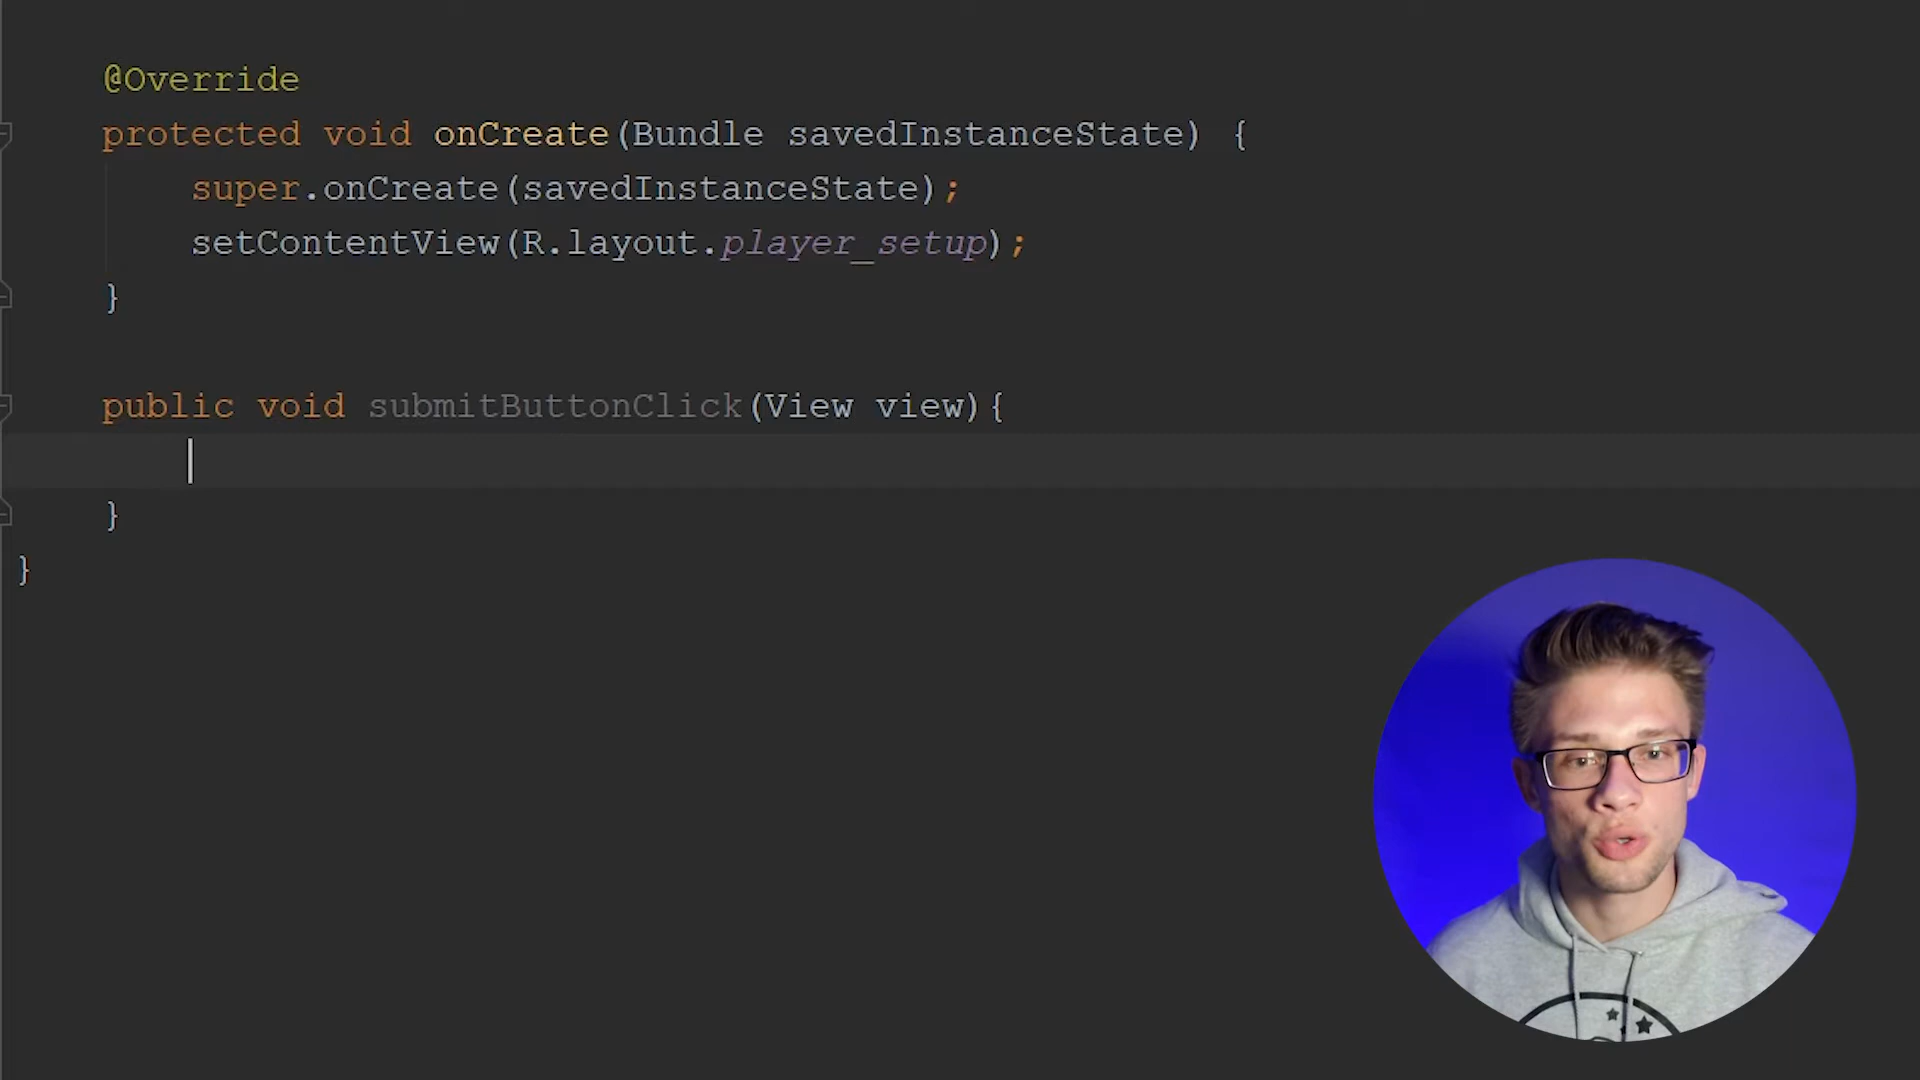 @Override
protected void onCreate(Bundle savedInstanceState) {
super.onCreate(savedInstanceState);
setContentView(R.layout.player_setup);
}
public void submitButtonClick(View view){
}
}